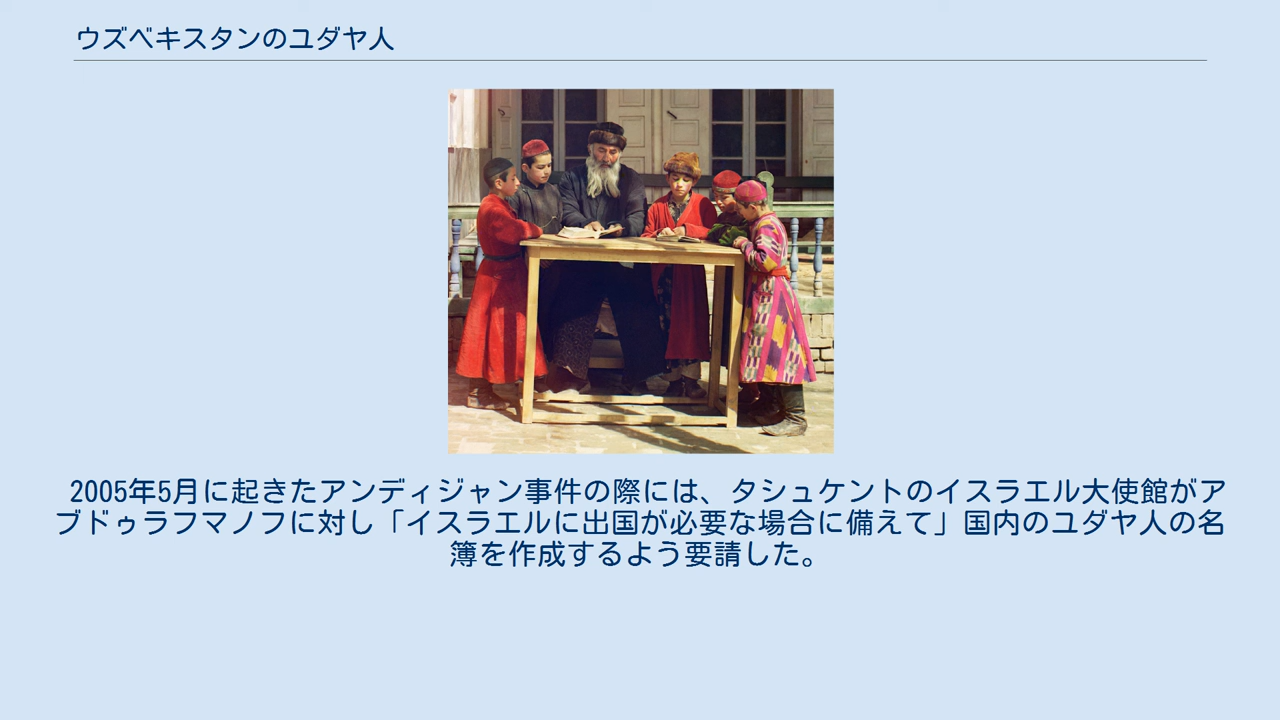 ウズベキスタンのユダヤ人
2005年5月に起きたアンディジャン事件の際には、タシュケントのイスラエル大使館がア
ブドゥラフマノフに対し「イスラエルに出国が必要な場合に備えて」国内のユダヤ人の名
簿を作成するよう要請した。